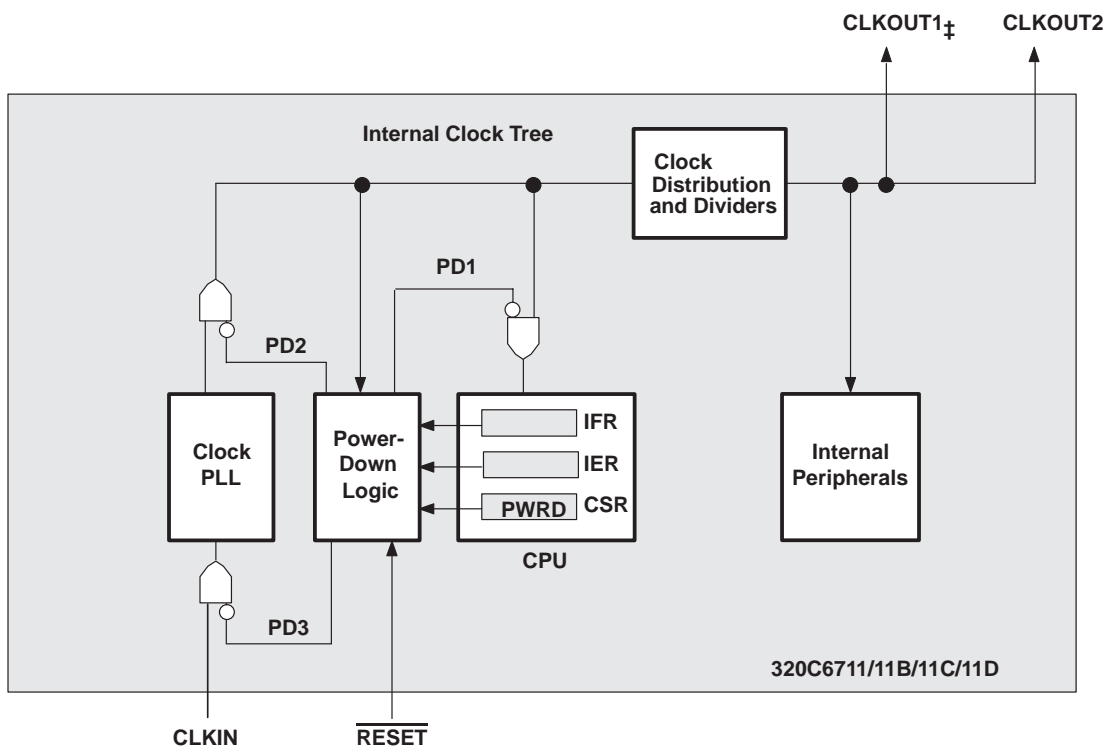 CLKOUT1‡ CLKOUT2
Internal Clock Tree
Clock
Distribution
and Dividers
PD1
PD2
Clock
PLL
Power-
Down
Logic
IFR
IER
PWRD CSR
CPU
Internal
Peripherals
PD3
320C6711/11B/11C/11D
CLKIN
RESET